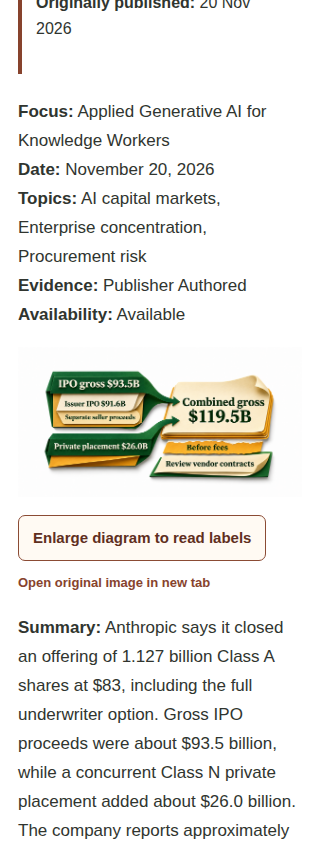 Originally published: 20 Nov
2026
Focus: Applied Generative AI for
Knowledge Workers
Date: November 20, 2026
Topics: AI capital markets,
Enterprise concentration,
Procurement risk
Evidence: Publisher Authored
Availability: Available
IPO gross $93.5B
Issuer IPO $91.6B
Separate seller proceeds
Private placement $26.0B
Combined gross
$119.5B
Before fees
Review vendor contracts
Enlarge diagram to read labels
Open original image in new tab
Summary: Anthropic says it closed
an offering of 1.127 billion Class A
shares at $83, including the full
underwriter option. Gross IPO
proceeds were about $93.5 billion,
while a concurrent Class N private
placement added about $26.0 billion.
The company reports approximately